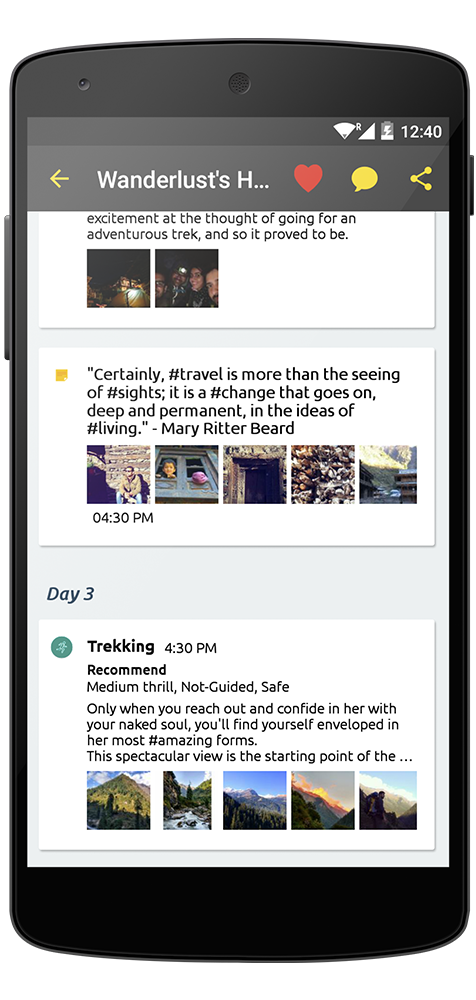 R
12:40
Wanderlust's H...
excitement at the thought of going for an
adventurous trek, and so it proved to be.
"Certainly, #travel is more than the seeing
of #sights; it is a #change that goes on,
deep and permanent, in the ideas of
#living." - Mary Ritter Beard
04:30 PM
Day 3
Trekking 4:30 PM
Recommend
Medium thrill, Not-Guided, Safe
Only when you reach out and confide in her with
your naked soul, you'll find yourself enveloped in
her most #amazing forms.
This spectacular view is the starting point of the ...